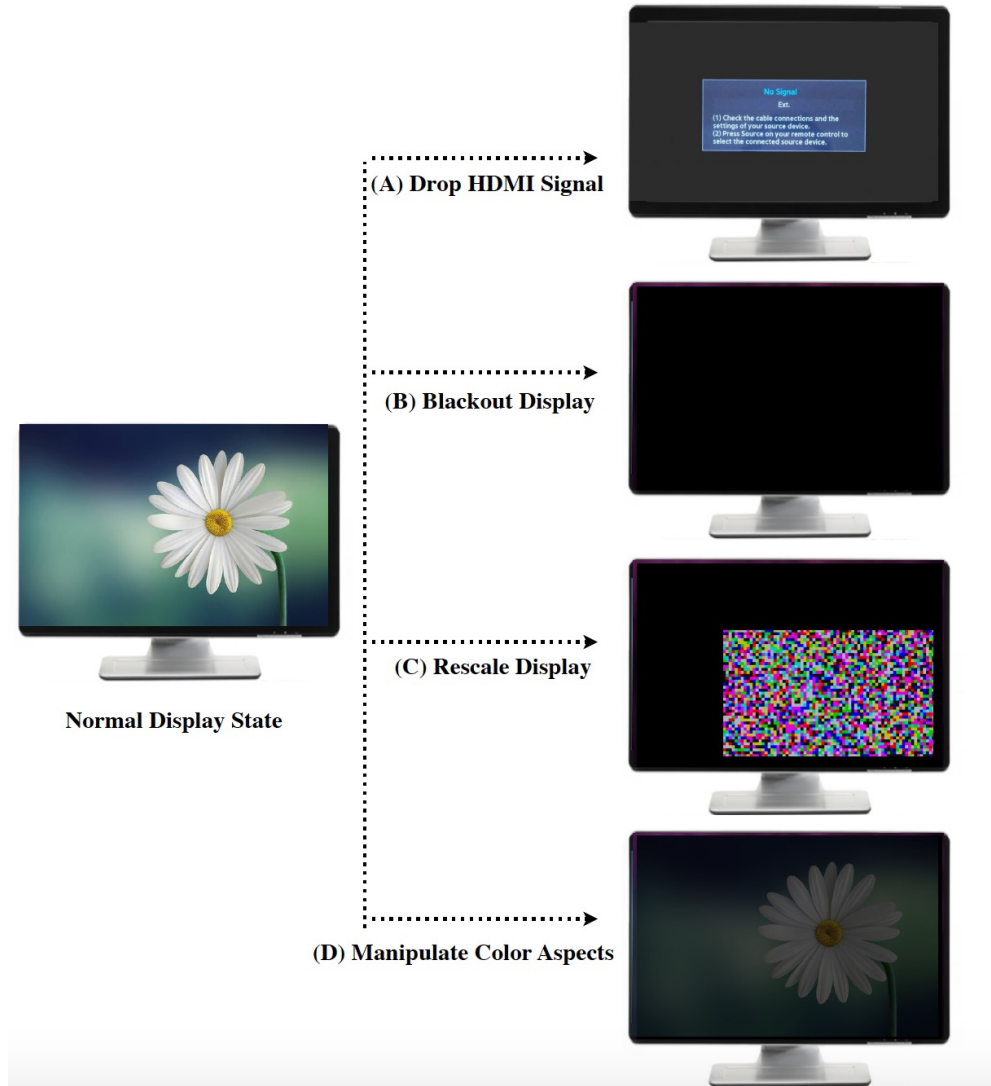 No Signal
Ext.
(1) Check the cable connections and the
settings of your source device.
(2) Press Source on your remote control to
select the connected source device.
(A) Drop HDMI Signal
(B) Blackout Display
(C) Rescale Display
Normal Display State
(D) Manipulate Color Aspects